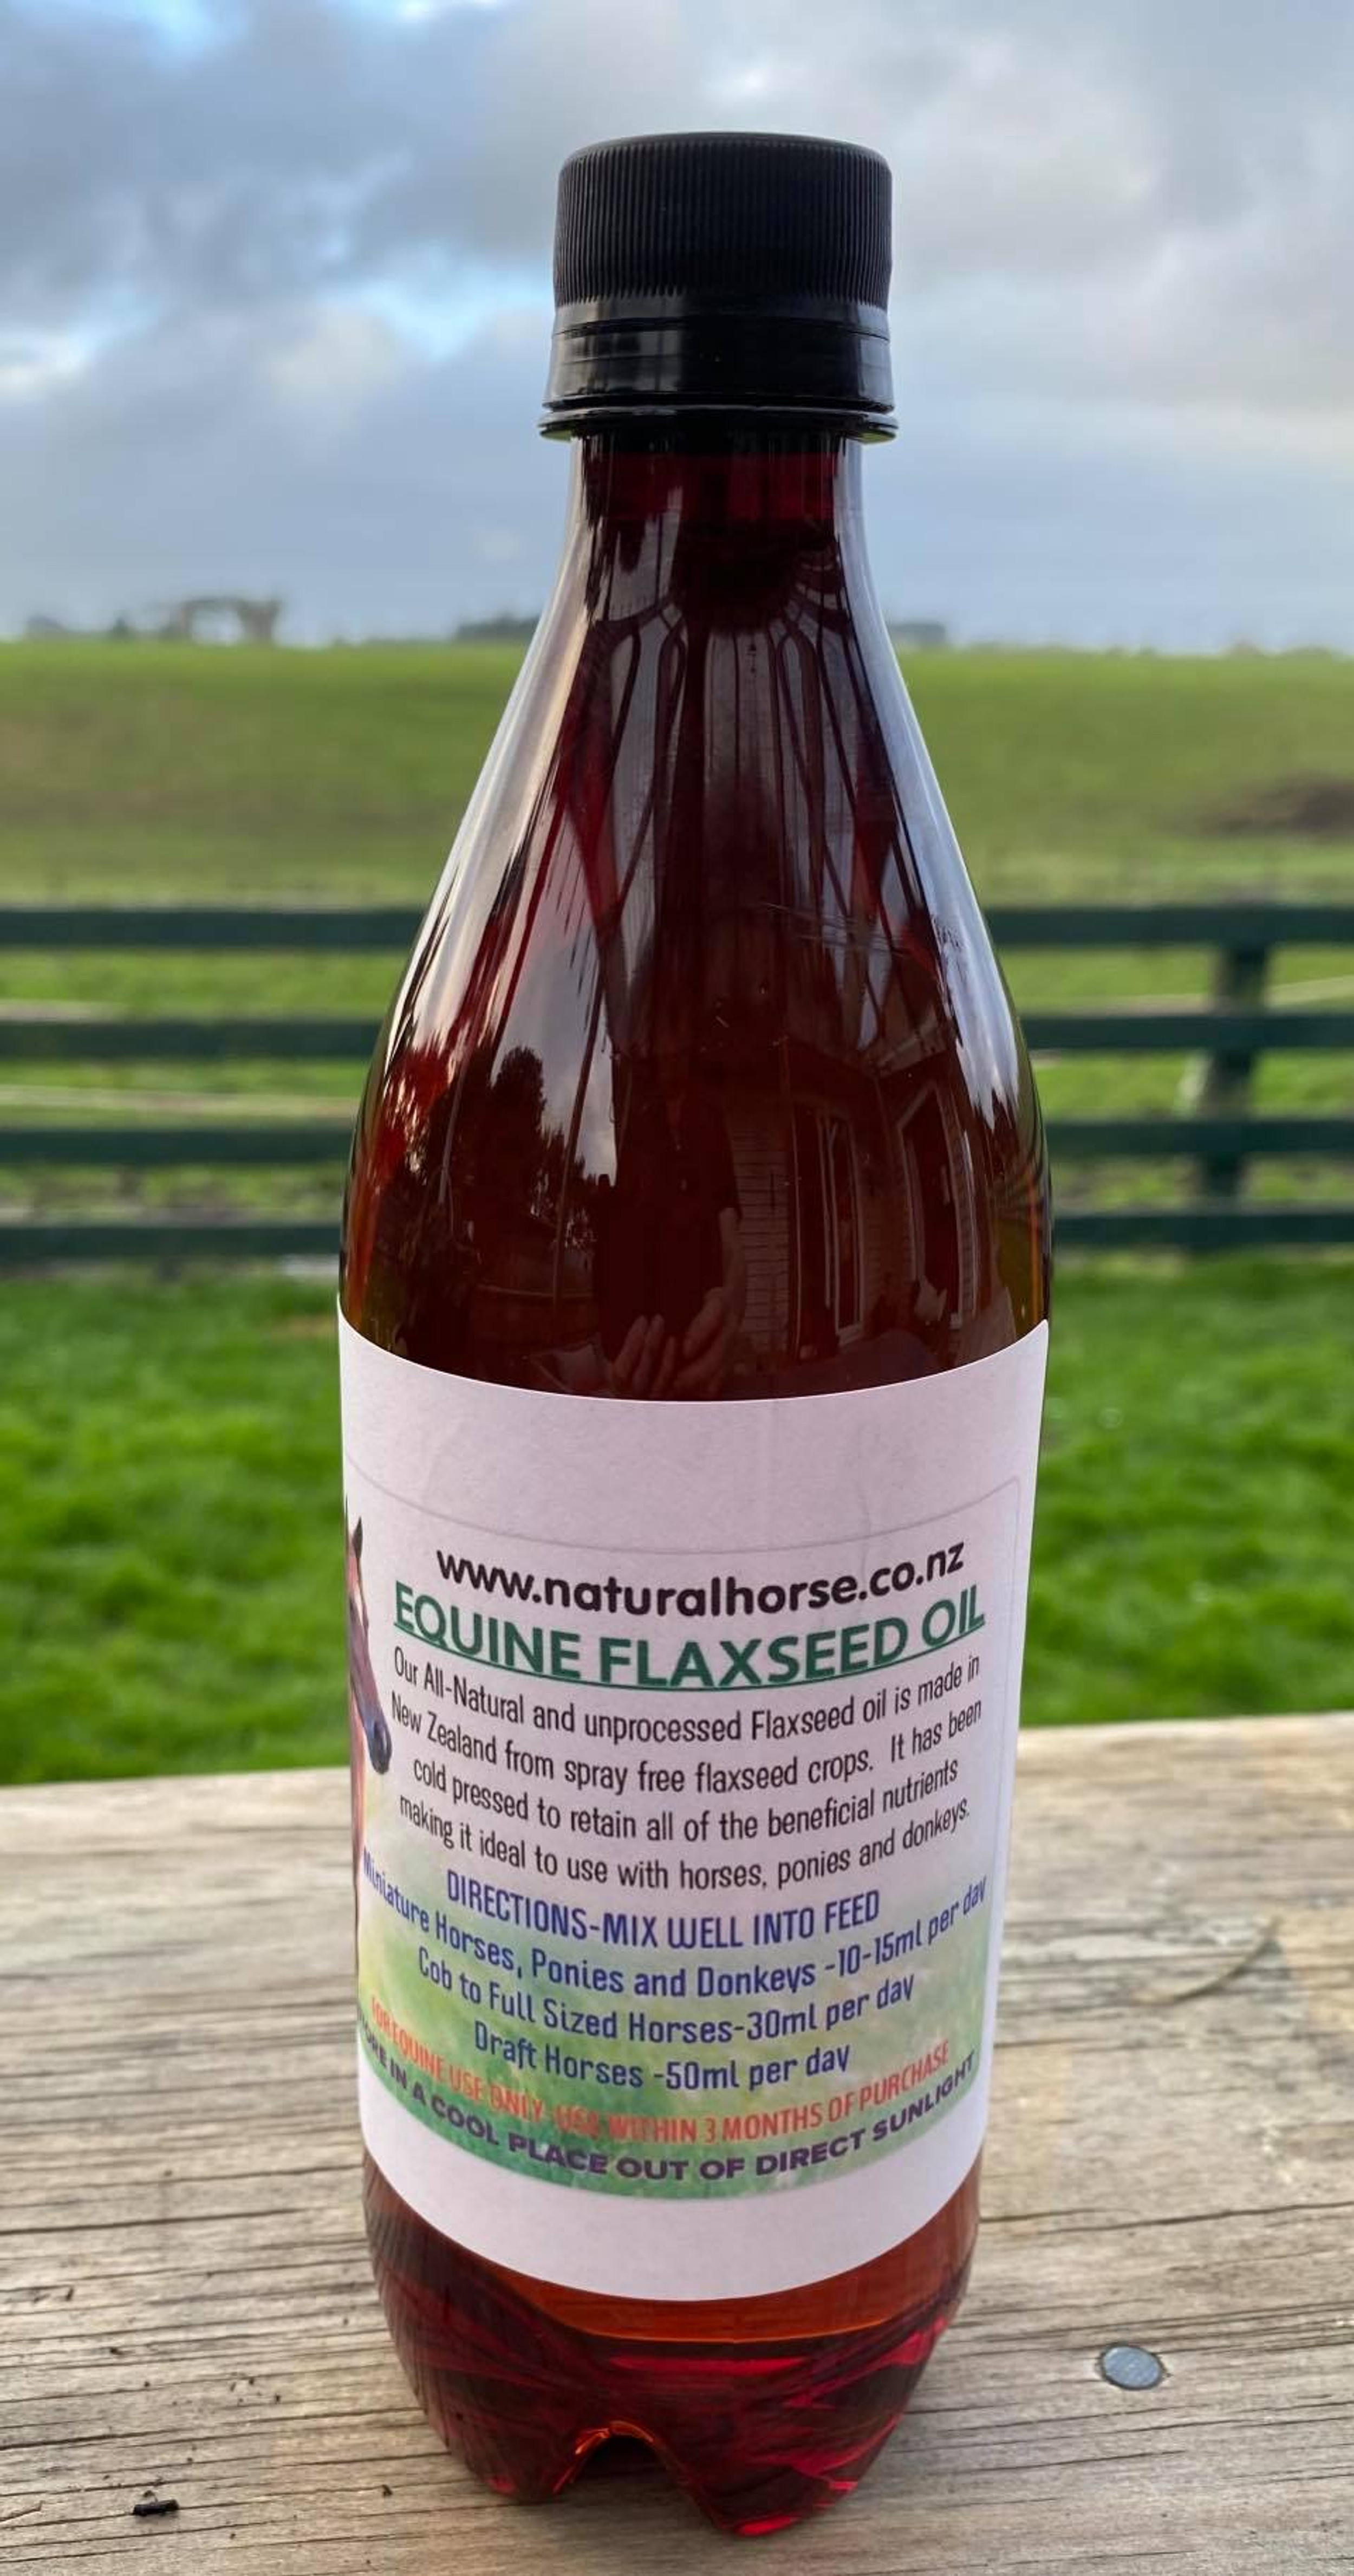 www.naturalhorse.co.nz
EQUINE FLAXSEED OIL
Our All-Natural and unprocessed Flaxseed oil is made in
New Zealand from spray free flaxseed crops. It has been
cold pressed to retain all of the beneficial nutrients
making it ideal to use with horses, ponies and donkeys.
DIRECTIONS-MIX WELL INTO FEED
Miniature Horses, Ponies and Donkeys -10-15ml per day
Cob to Full Sized Horses-30ml per day
Draft Horses -50ml per day
FOR EQUINE USE ONLY-USE WITHIN 3 MONTHS OF PURCHASE
STORE IN A COOL PLACE OUT OF DIRECT SUNLIGHT